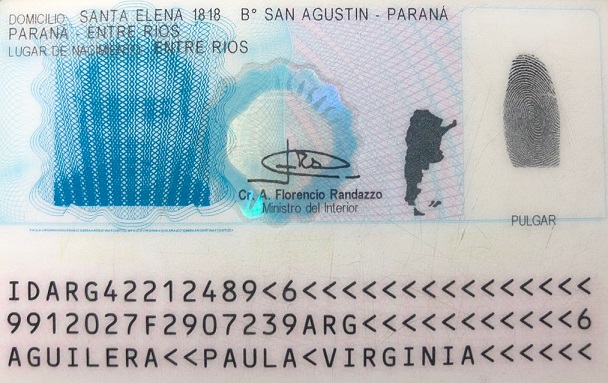 DOMICILIO SANTA ELENA 1818 B° SAN AGUSTIN - PARANÁ
PARANA - ENTRE RIOS
LUGAR DE NACIMIENTO ENTRE RIOS
Cr. A. Florencio Randazzo
Ministro del Interior
PULGAR
IDARG42212489<6<<<<<<<<<<<<<<<
9912027F2907239ARG<<<<<<<<<<<6
AGUILERA<<PAULA<VIRGINIA<<<<<<